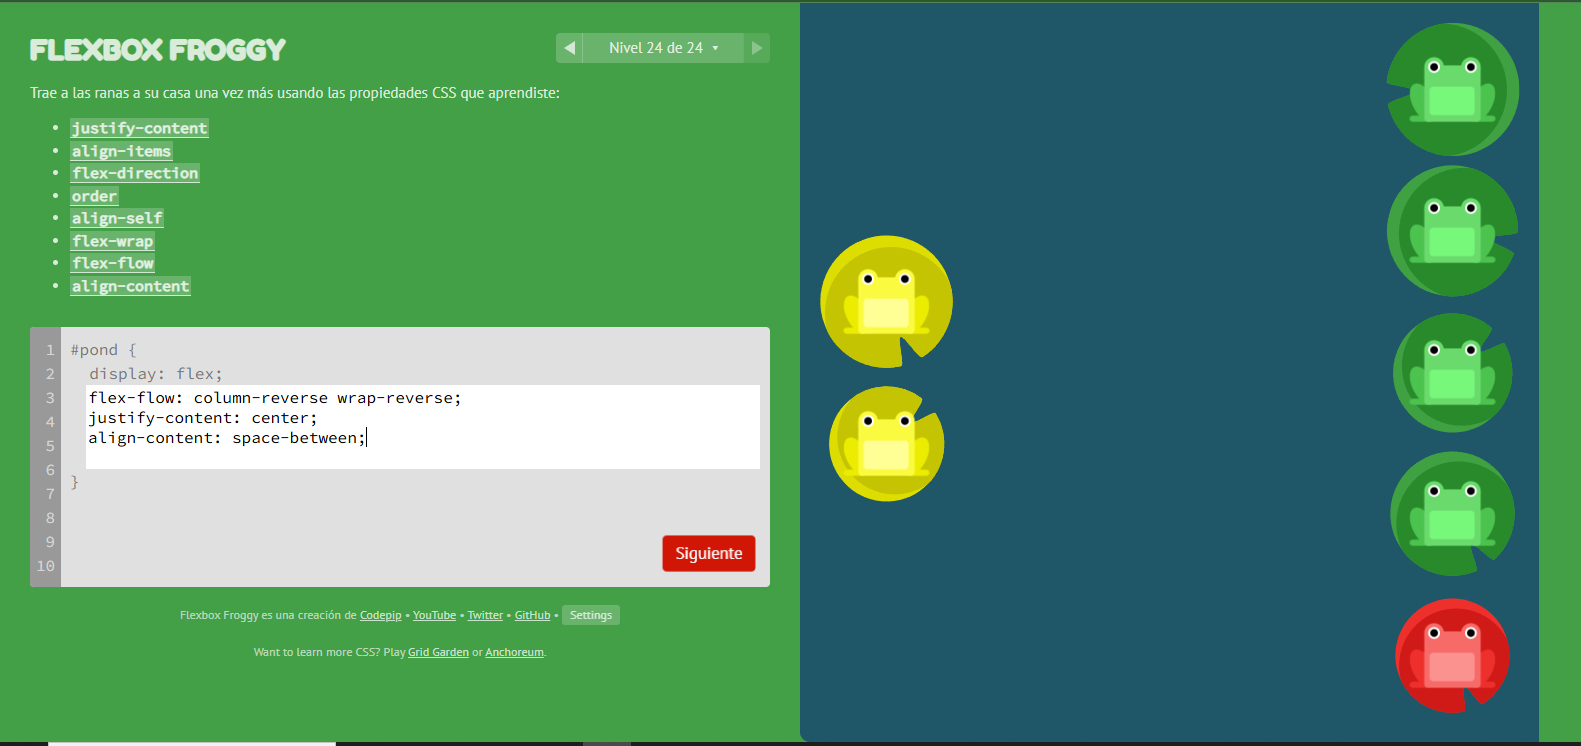 FLEXBOX FROGGY
◀ Nivel 24 de 24 ▾ ▶
Trae a las ranas a su casa una vez más usando las propiedades CSS que aprendiste:
• justify-content
• align-items
• flex-direction
• order
• align-self
• flex-wrap
• flex-flow
• align-content
1 #pond {
2 display: flex;
3 flex-flow: column-reverse wrap-reverse;
4 justify-content: center;
5 align-content: space-between;
6
7 }
8
9
10
Siguiente
Flexbox Froggy es una creación de Codepip • YouTube • Twitter • GitHub • Settings
Want to learn more CSS? Play Grid Garden or Anchoreum.